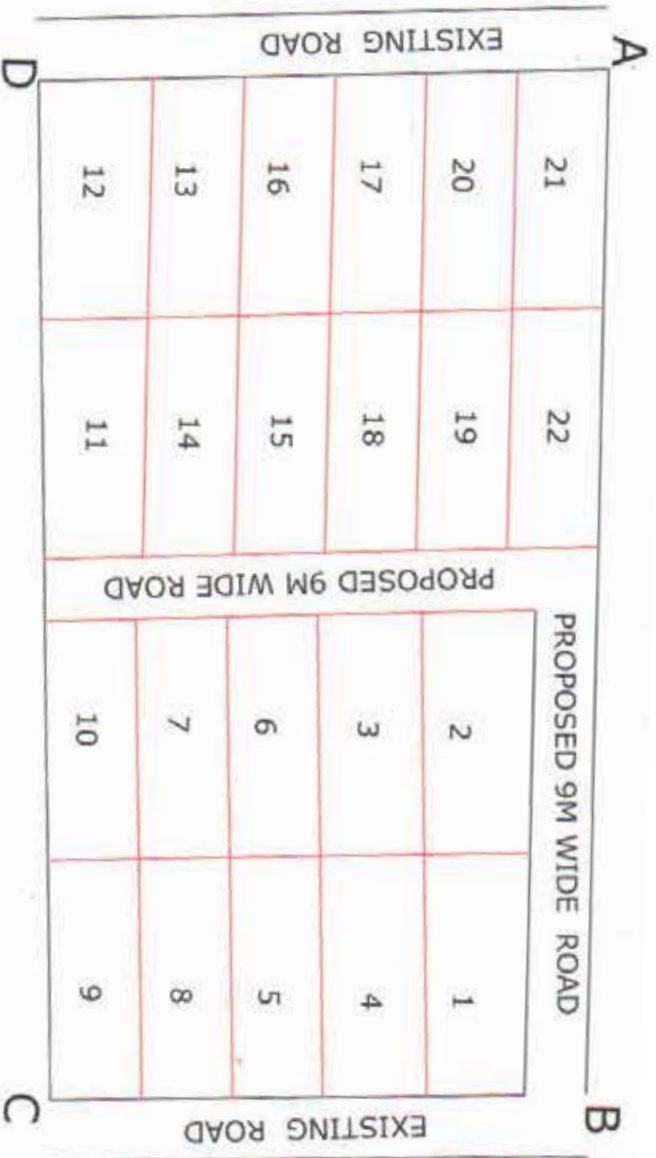 A
B
PROPOSED 9M WIDE ROAD
EXISTING ROAD
21 22
20 19 2 1
17 18 3 4
16 15 6 5
13 14 7 8
12 11 10 9
PROPOSED 9M WIDE ROAD
EXISTING ROAD
D
C